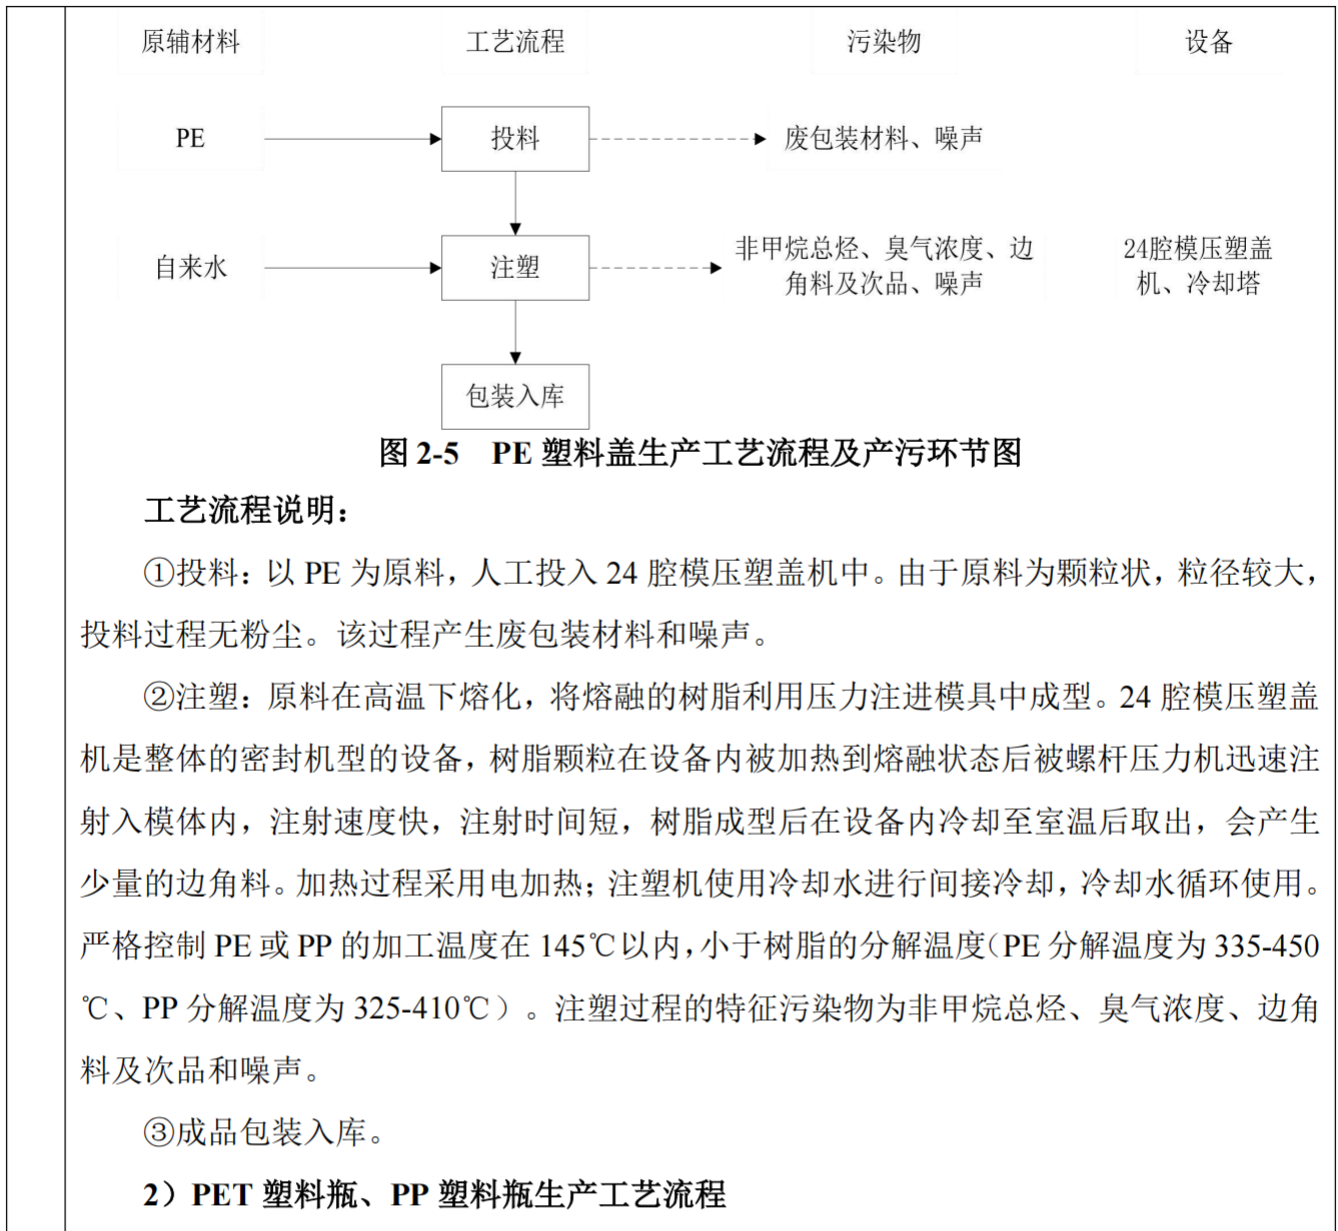 原辅材料 工艺流程 污染物 设备
PE 投料 废包装材料、噪声
自来水 注塑 非甲烷总烃、臭气浓度、边角料及次品、噪声 24腔模压塑盖机、冷却塔
包装入库
图 2-5 PE 塑料盖生产工艺流程及产污环节图
工艺流程说明：
①投料：以 PE 为原料，人工投入 24 腔模压塑盖机中。由于原料为颗粒状，粒径较大，
投料过程无粉尘。该过程产生废包装材料和噪声。
②注塑：原料在高温下熔化，将熔融的树脂利用压力注进模具中成型。24 腔模压塑盖
机是整体的密封机型的设备，树脂颗粒在设备内被加热到熔融状态后被螺杆压力机迅速注
射入模体内，注射速度快，注射时间短，树脂成型后在设备内冷却至室温后取出，会产生
少量的边角料。加热过程采用电加热；注塑机使用冷却水进行间接冷却，冷却水循环使用。
严格控制 PE 或 PP 的加工温度在 145℃以内，小于树脂的分解温度（PE 分解温度为 335-450
℃、PP 分解温度为 325-410℃）。注塑过程的特征污染物为非甲烷总烃、臭气浓度、边角
料及次品和噪声。
③成品包装入库。
2）PET 塑料瓶、PP 塑料瓶生产工艺流程